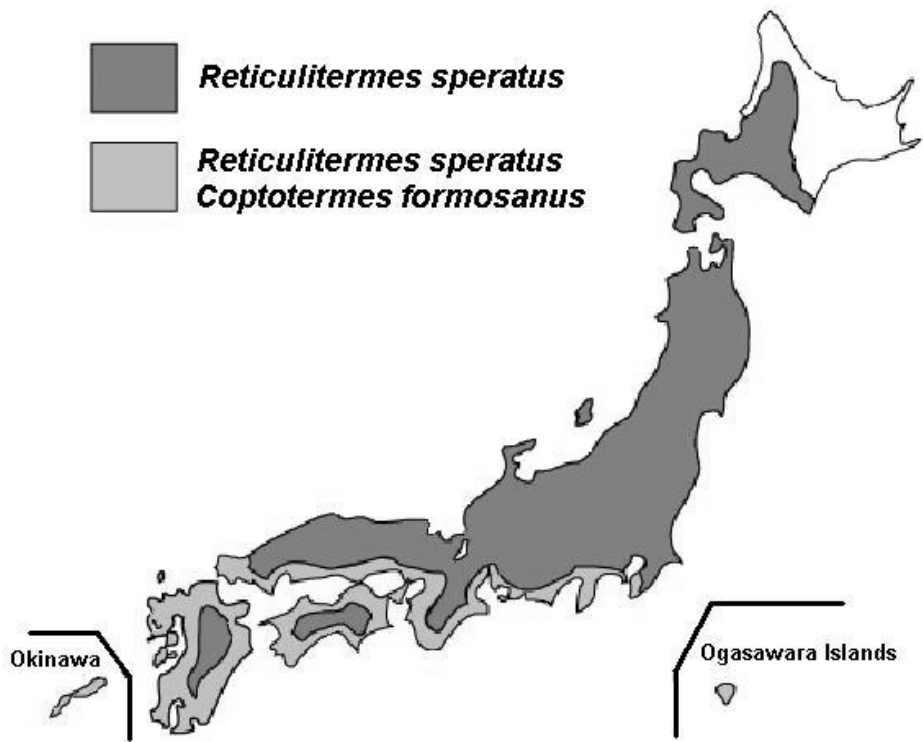 Reticulitermes speratus
Reticulitermes speratus
Coptotermes formosanus
Okinawa
Ogasawara Islands